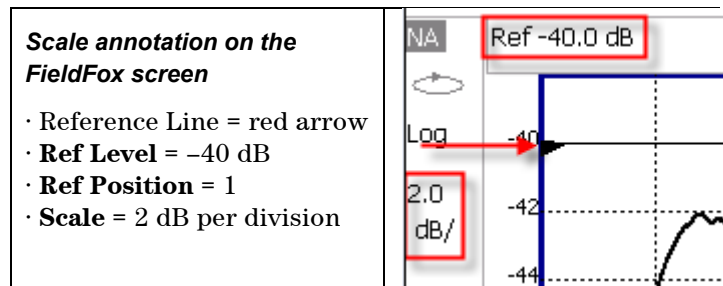 Scale annotation on the
FieldFox screen
· Reference Line = red arrow
· Ref Level = –40 dB
· Ref Position = 1
· Scale = 2 dB per division
NA
Ref -40.0 dB
Log
-40
2.0
dB/
-42
-44